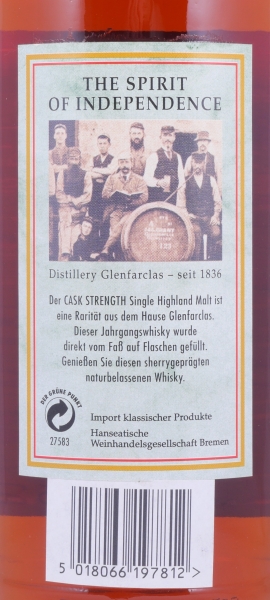 THE SPIRIT
OF INDEPENDENCE
Distillery Glenfarclas – seit 1836
Der CASK STRENGTH Single Highland Malt ist
eine Rarität aus dem Hause Glenfarclas.
Dieser Jahrgangswhisky wurde
direkt vom Faß auf Flaschen gefüllt.
Genießen Sie diesen sherrygeprägten
naturbelassenen Whisky.
DER GRÜNE PUNKT
27583
Import klassischer Produkte
Hanseatische
Weinhandelsgesellschaft Bremen
5 018066 197812 >